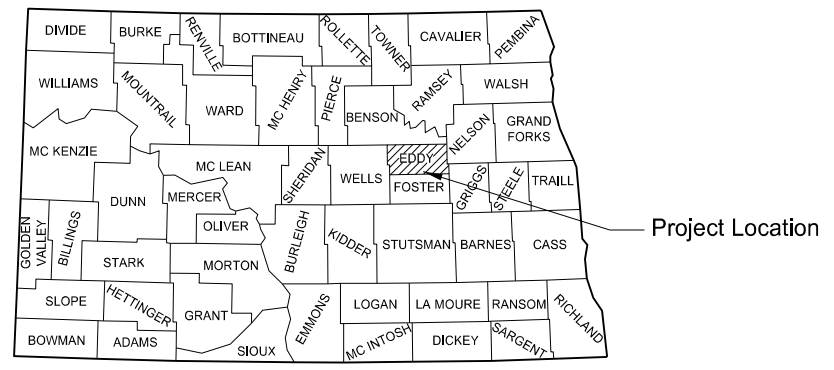 DIVIDE
BURKE
RENVILLE
BOTTINEAU
ROLLETTE
TOWNER
CAVALIER
PEMBINA
WILLIAMS
MOUNTRAIL
WARD
MC HENRY
PIERCE
BENSON
RAMSEY
WALSH
NELSON
GRAND
FORKS
MC KENZIE
DUNN
MC LEAN
MERCER
OLIVER
SHERIDAN
WELLS
EDDY
FOSTER
GRIGGS
STEELE
TRAILL
GOLDEN
VALLEY
BILLINGS
STARK
MORTON
BURLEIGH
KIDDER
STUTSMAN
BARNES
CASS
Project Location
SLOPE
HETTINGER
GRANT
EMMONS
LOGAN
LA MOURE
RANSOM
RICHLAND
BOWMAN
ADAMS
SIOUX
MC INTOSH
DICKEY
SARGENT